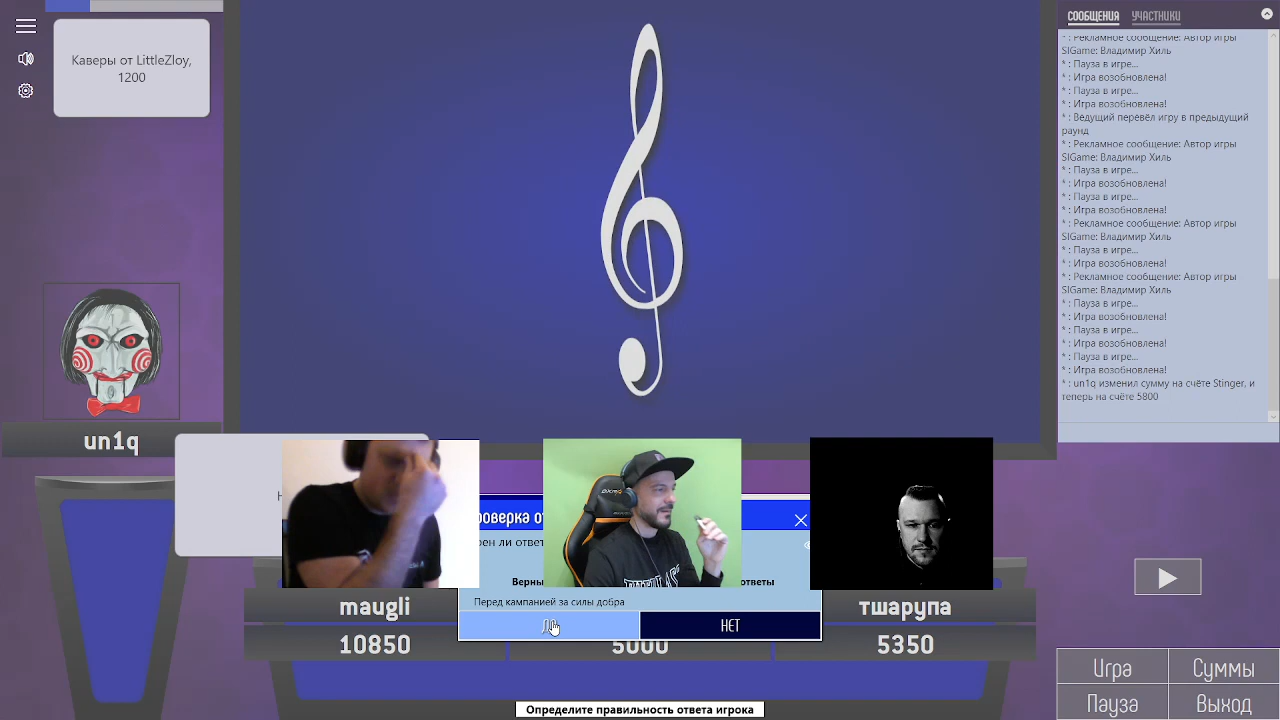 СООБЩЕНИЯ УЧАСТНИКИ
Каверы от LittleZloy,
1200
* : Рекламное сообщение: Автор игры
SIGame: Владимир Хиль
* : Пауза в игре...
* : Игра возобновлена!
* : Пауза в игре...
* : Игра возобновлена!
* : Ведущий перевёл игру в предыдущий
раунд
* : Рекламное сообщение: Автор игры
SIGame: Владимир Хиль
* : Пауза в игре...
* : Игра возобновлена!
* : Пауза в игре...
* : Игра возобновлена!
* : Рекламное сообщение: Автор игры
SIGame: Владимир Хиль
* : Пауза в игре...
* : Игра возобновлена!
* : Рекламное сообщение: Автор игры
SIGame: Владимир Хиль
* : Пауза в игре...
* : Игра возобновлена!
* : Пауза в игре...
* : Игра возобновлена!
* : Пауза в игре...
* : Игра возобновлена!
* : un1q изменил сумму на счёте Stinger, и
теперь на счёте 5800
un1q
Перед кампанией за силы добра
НЕТ
maugli
тшарупа
10850
5000
5350
Игра
Суммы
Пауза
Выход
Определите правильность ответа игрока